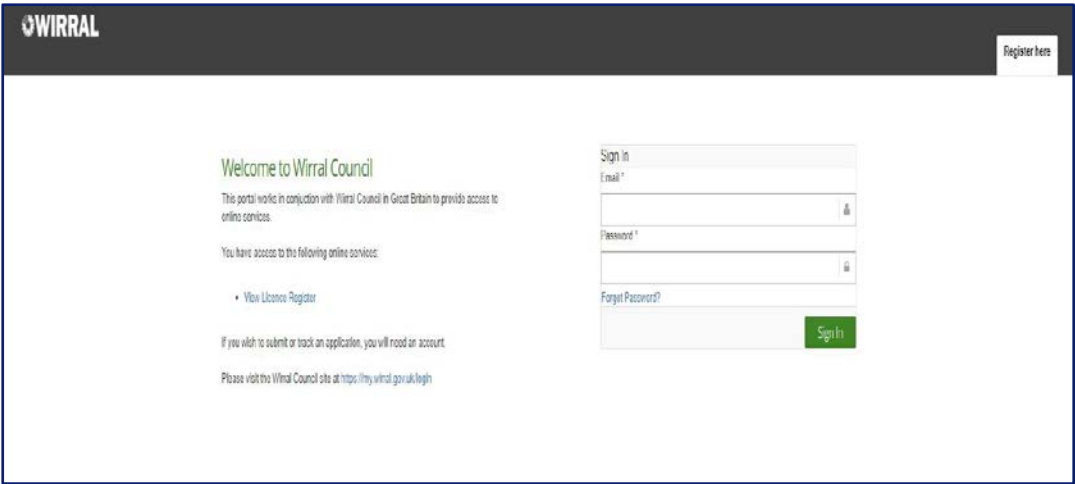 WIRRAL
Register here
Welcome to Wirral Council
This portal works in conjuction with Wirral Council in Great Britain to provide access to
online services.
You have access to the following online services:
• View Licence Register
If you wish to submit or track an application, you will need an account.
Please visit the Wirral Council site at https://my.wirral.gov.uk/login
Sign In
Email *
Password *
Forgot Password?
Sign In